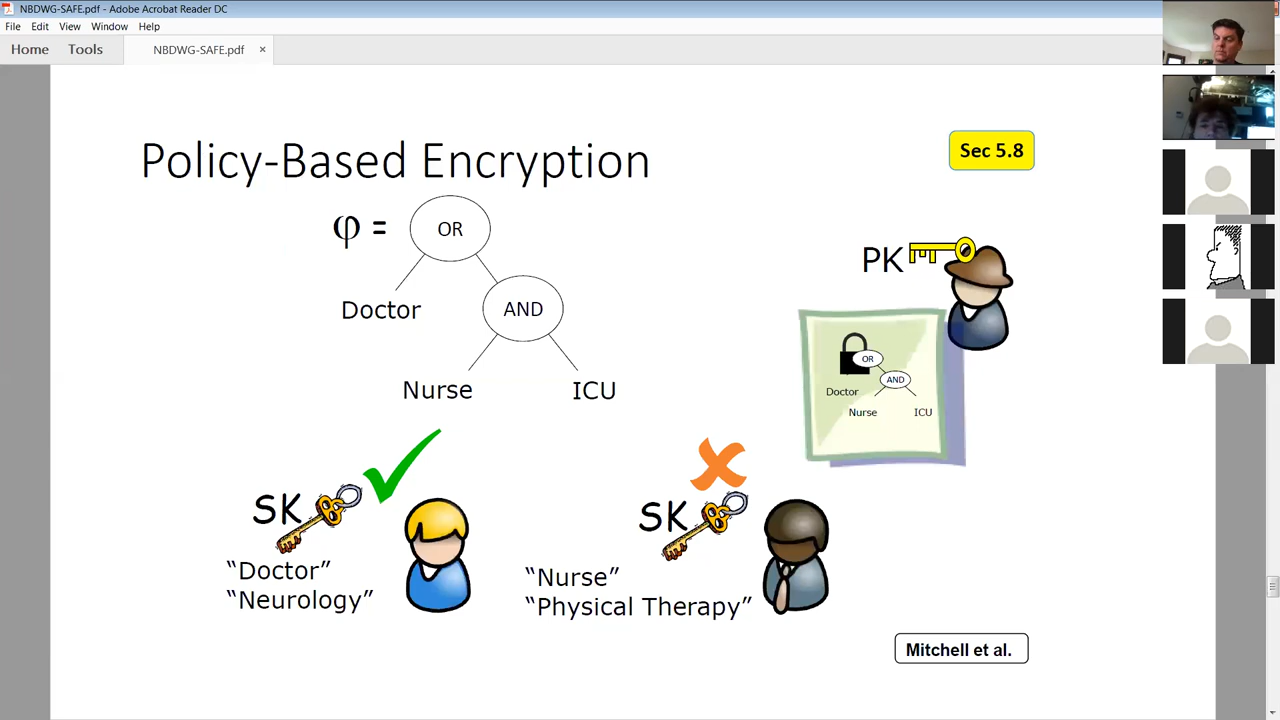 NBDWG-SAFE.pdf - Adobe Acrobat Reader DC
File Edit View Window Help
Home Tools NBDWG-SAFE.pdf ×
Policy-Based Encryption
Sec 5.8
φ =
OR
PK
Doctor
AND
Nurse
ICU
OR
AND
Doctor
Nurse
ICU
SK
“Doctor”
“Neurology”
SK
“Nurse”
“Physical Therapy”
Mitchell et al.